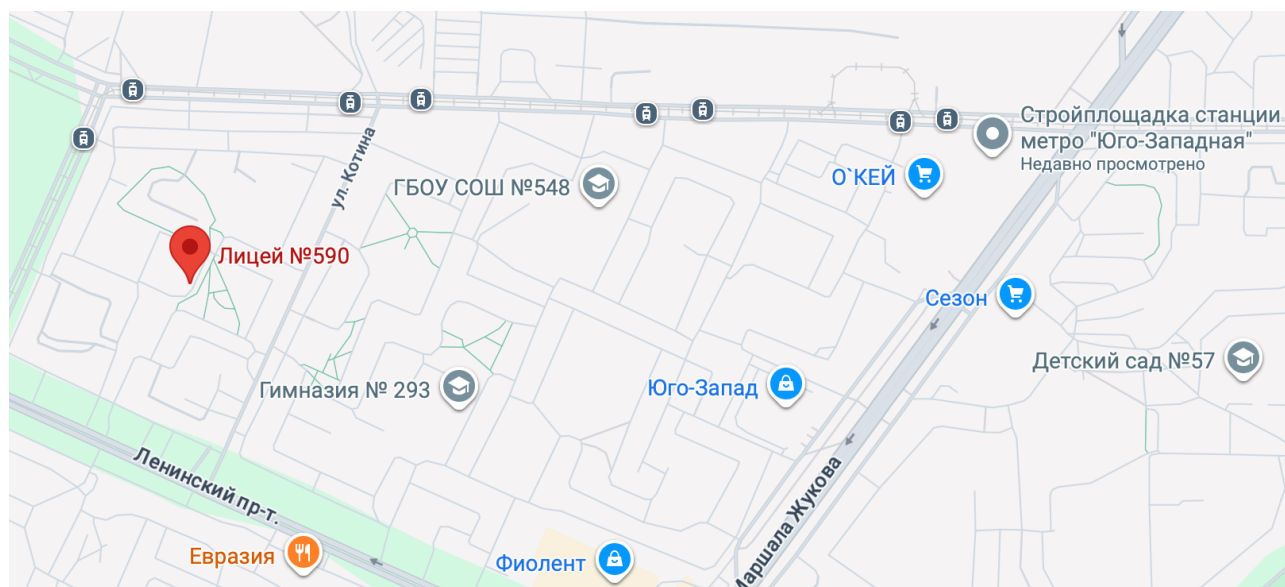 Стройплощадка станции
метро "Юго-Западная"
Недавно просмотрено
ул. Котина
ГБОУ СОШ №548
О`КЕЙ
Лицей №590
Сезон
Детский сад №57
Гимназия № 293
Юго-Запад
Ленинский пр-т.
Маршала Жукова
Евразия
Фиолент